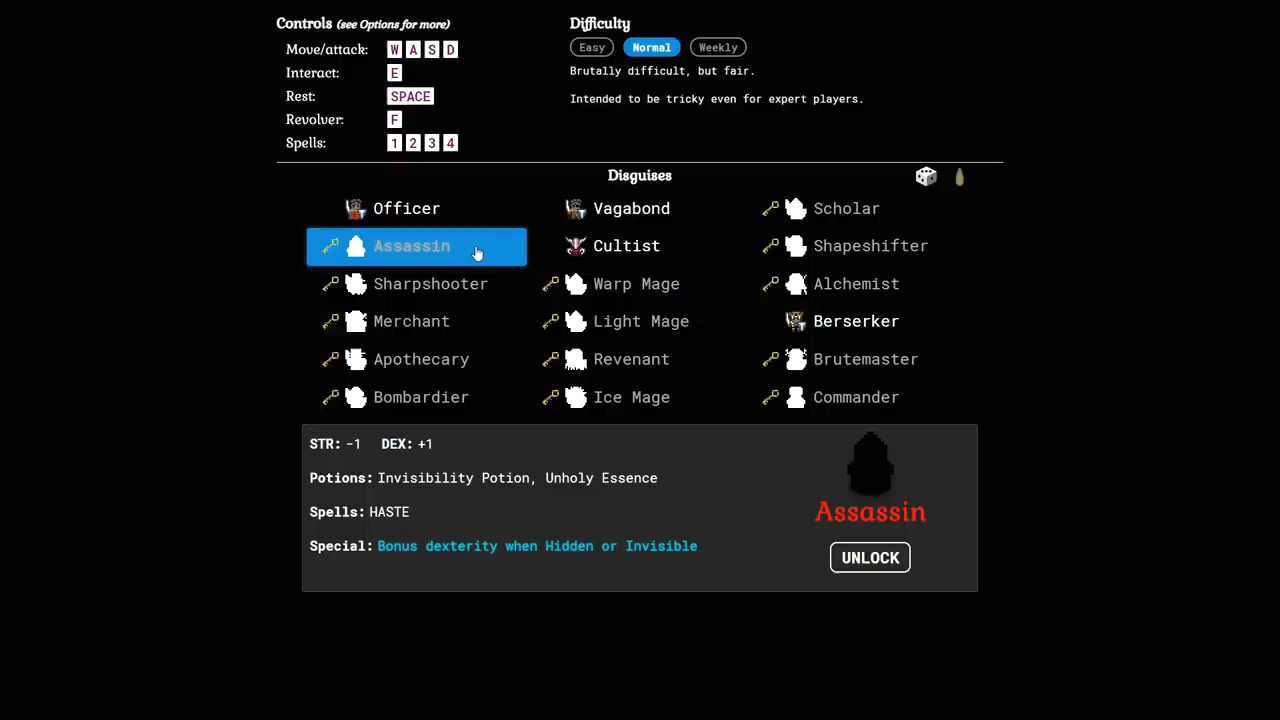 Controls (see Options for more)
Move/attack: W A S D
Interact: E
Rest: SPACE
Revolver: F
Spells: 1 2 3 4
Difficulty
Easy Normal Weekly
Brutally difficult, but fair.
Intended to be tricky even for expert players.
Disguises
Officer Vagabond Scholar
Assassin Cultist Shapeshifter
Sharpshooter Warp Mage Alchemist
Merchant Light Mage Berserker
Apothecary Revenant Brutemaster
Bombardier Ice Mage Commander
STR: -1 DEX: +1
Potions: Invisibility Potion, Unholy Essence
Spells: HASTE
Special: Bonus dexterity when Hidden or Invisible
Assassin
UNLOCK